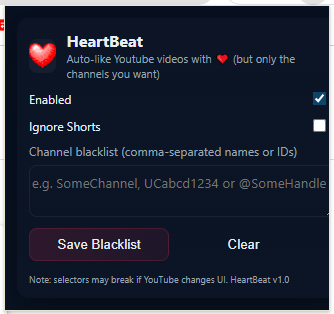 HeartBeat
Auto-like Youtube videos with ❤️ (but only the
channels you want)
Enabled
Ignore Shorts
Channel blacklist (comma-separated names or IDs)
e.g. SomeChannel, UCabcd1234 or @SomeHandle
Save Blacklist
Clear
Note: selectors may break if YouTube changes UI. HeartBeat v1.0